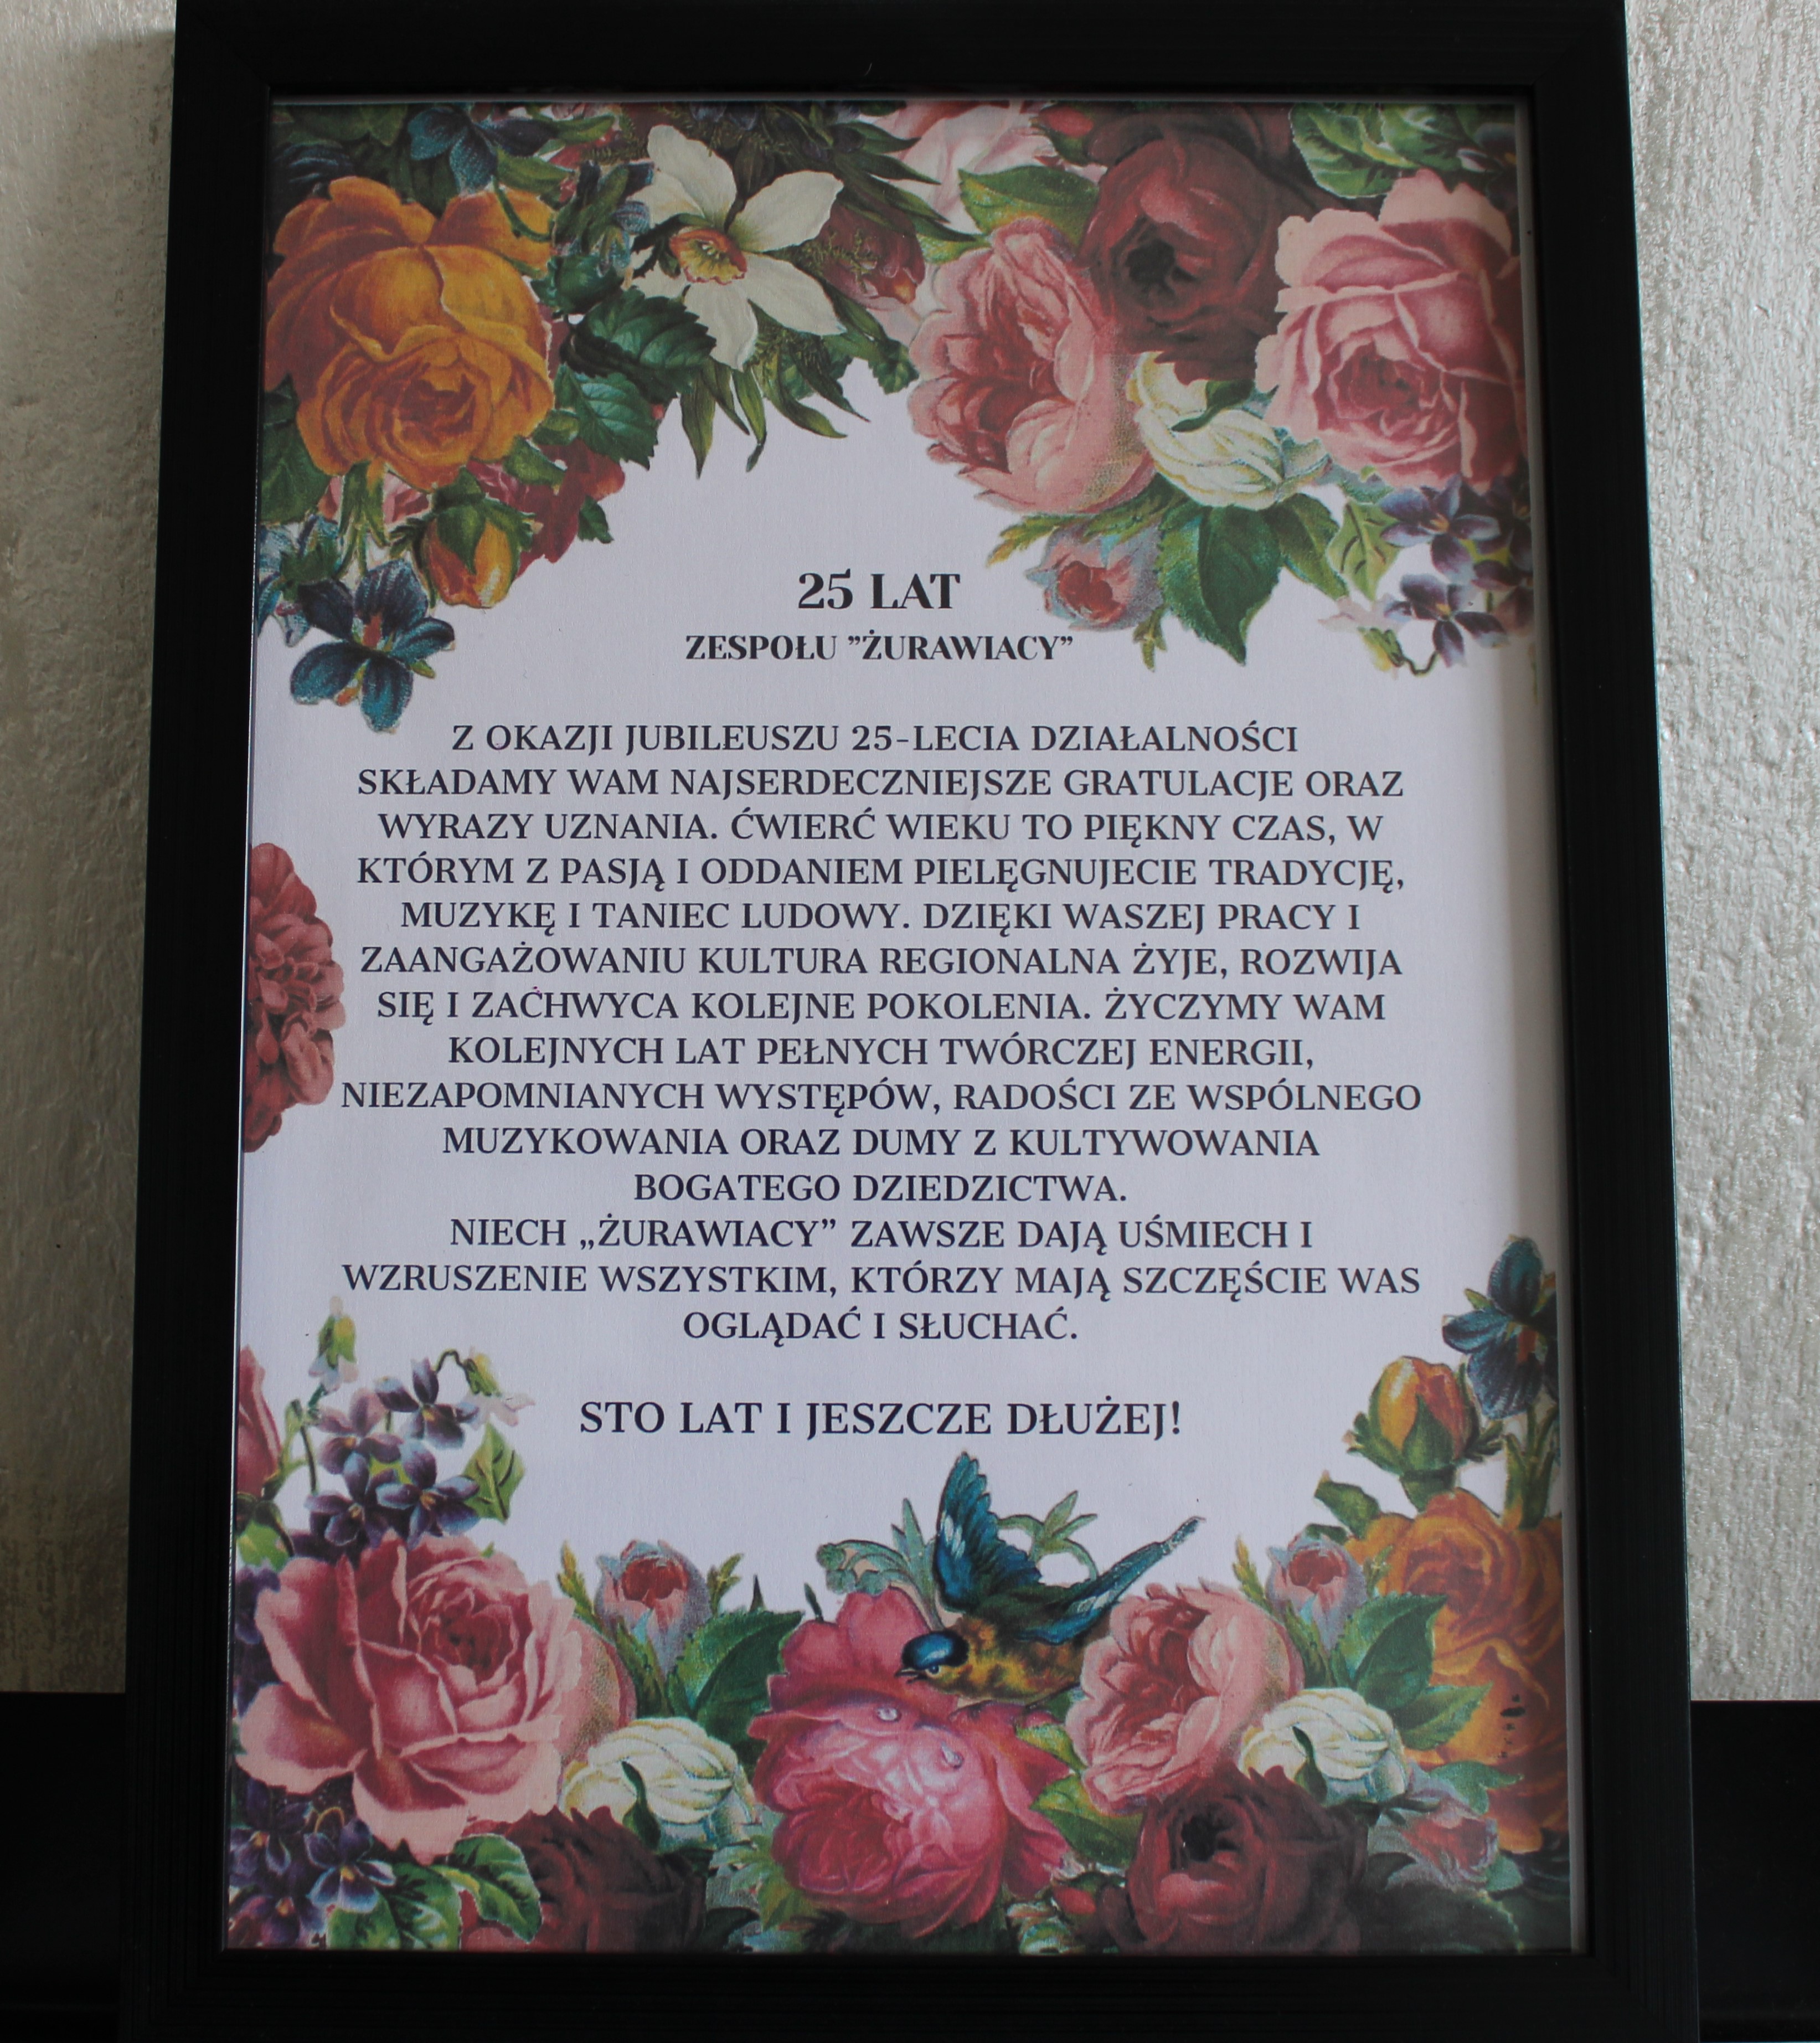 25 LAT
ZESPOŁU ”ŻURAWIACY”
Z OKAZJI JUBILEUSZU 25-LECIA DZIAŁALNOŚCI
SKŁADAMY WAM NAJSERDECZNIEJSZE GRATULACJE ORAZ
WYRAZY UZNANIA. ĆWIERĆ WIEKU TO PIĘKNY CZAS, W
KTÓRYM Z PASJĄ I ODDANIEM PIELĘGNUJECIE TRADYCJĘ,
MUZYKĘ I TANIEC LUDOWY. DZIĘKI WASZEJ PRACY I
ZAANGAŻOWANIU KULTURA REGIONALNA ŻYJE, ROZWIJA
SIĘ I ZACHWYCA KOLEJNE POKOLENIA. ŻYCZYMY WAM
KOLEJNYCH LAT PEŁNYCH TWÓRCZEJ ENERGII,
NIEZAPOMNIANYCH WYSTĘPÓW, RADOŚCI ZE WSPÓLNEGO
MUZYKOWANIA ORAZ DUMY Z KULTYWOWANIA
BOGATEGO DZIEDZICTWA.
NIECH „ŻURAWIACY” ZAWSZE DAJĄ UŚMIECH I
WZRUSZENIE WSZYSTKIM, KTÓRZY MAJĄ SZCZĘŚCIE WAS
OGLĄDAĆ I SŁUCHAĆ.
STO LAT I JESZCZE DŁUŻEJ!